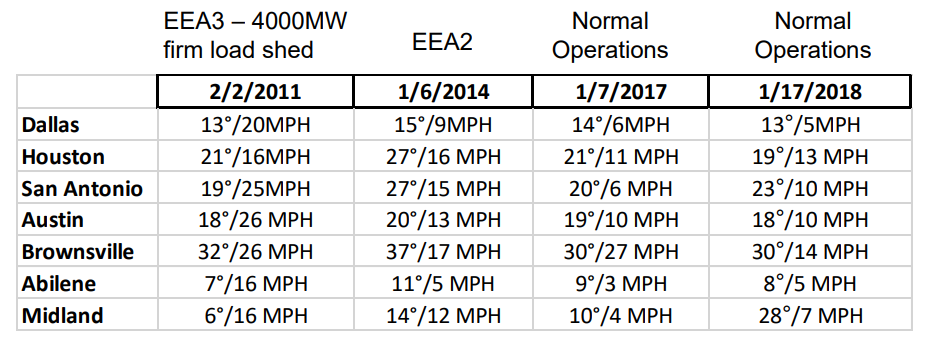 EEA3 – 4000MW
firm load shed
EEA2
Normal
Operations
Normal
Operations
2/2/2011 1/6/2014 1/7/2017 1/17/2018
Dallas 13°/20MPH 15°/9MPH 14°/6MPH 13°/5MPH
Houston 21°/16MPH 27°/16 MPH 21°/11 MPH 19°/13 MPH
San Antonio 19°/25MPH 27°/15 MPH 20°/6 MPH 23°/10 MPH
Austin 18°/26 MPH 20°/13 MPH 19°/10 MPH 18°/10 MPH
Brownsville 32°/26 MPH 37°/17 MPH 30°/27 MPH 30°/14 MPH
Abilene 7°/16 MPH 11°/5 MPH 9°/3 MPH 8°/5 MPH
Midland 6°/16 MPH 14°/12 MPH 10°/4 MPH 28°/7 MPH